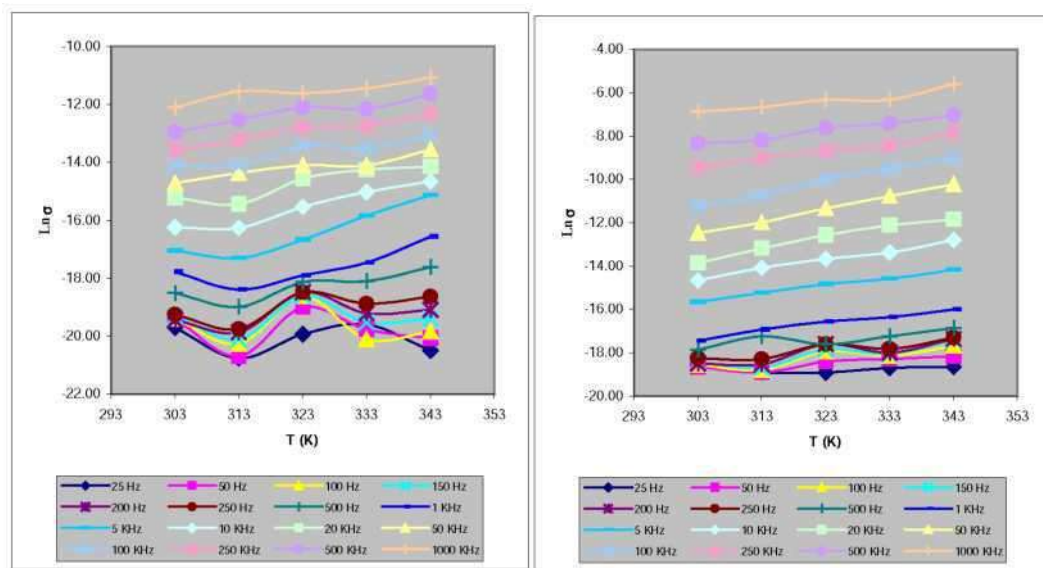 -10.00
-12.00
-14.00
-16.00
-18.00
-20.00
-22.00
Lnσ
293 303 313 323 333 343 353
T (K)
25 Hz 50 Hz 100 Hz 150 Hz
200 Hz 250 Hz 500 Hz 1 KHz
5 KHz 10 KHz 20 KHz 50 KHz
100 KHz 250 KHz 500 KHz 1000 KHz
-4.00
-6.00
-8.00
-10.00
-12.00
-14.00
-16.00
-18.00
-20.00
Lnσ
293 303 313 323 333 343 353
T (K)
25 Hz 50 Hz 100 Hz 150 Hz
200 Hz 250 Hz 500 Hz 1 KHz
5 KHz 10 KHz 20 KHz 50 KHz
100 KHz 250 KHz 500 KHz 1000 KHz